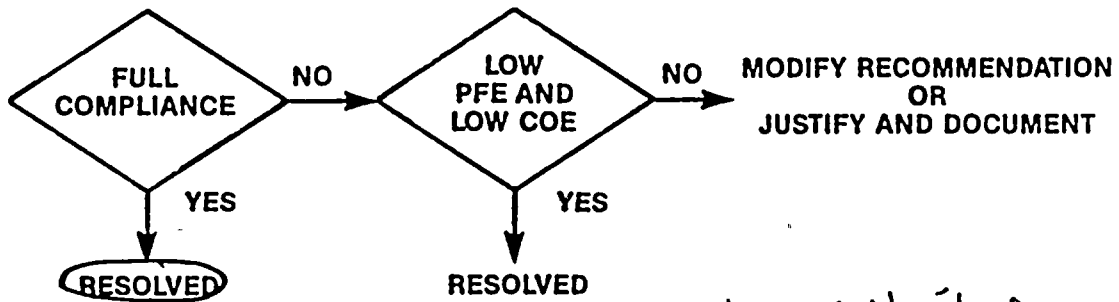 FULL
COMPLIANCE
NO
LOW
PFE AND
LOW COE
NO
MODIFY RECOMMENDATION
OR
JUSTIFY AND DOCUMENT
YES
YES
RESOLVED
RESOLVED